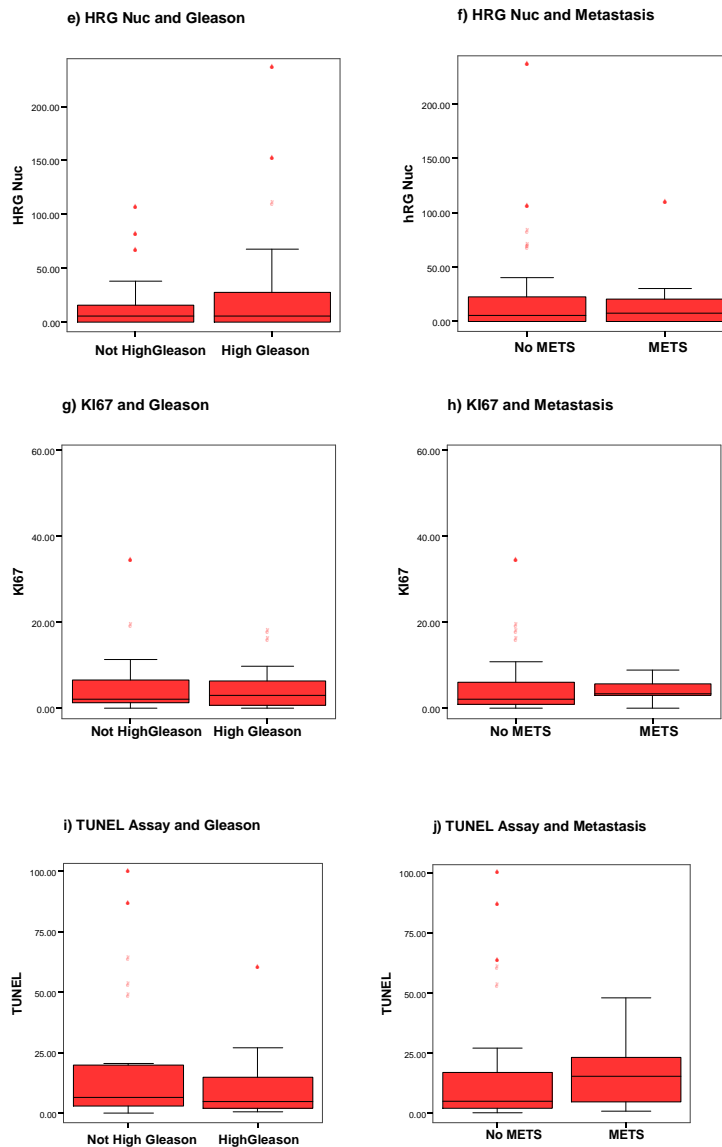 e) HRG Nuc and Gleason
200.00
150.00
100.00
50.00
0.00
HRG Nuc
Not HighGleason High Gleason
f) HRG Nuc and Metastasis
200.00
150.00
100.00
50.00
0.00
hRG Nuc
No METS METS
g) KI67 and Gleason
60.00
40.00
20.00
0.00
KI67
Not HighGleason High Gleason
h) KI67 and Metastasis
60.00
40.00
20.00
0.00
KI67
No METS METS
i) TUNEL Assay and Gleason
100.00
75.00
50.00
25.00
0.00
TUNEL
Not High Gleason HighGleason
j) TUNEL Assay and Metastasis
100.00
75.00
50.00
25.00
0.00
TUNEL
No METS METS